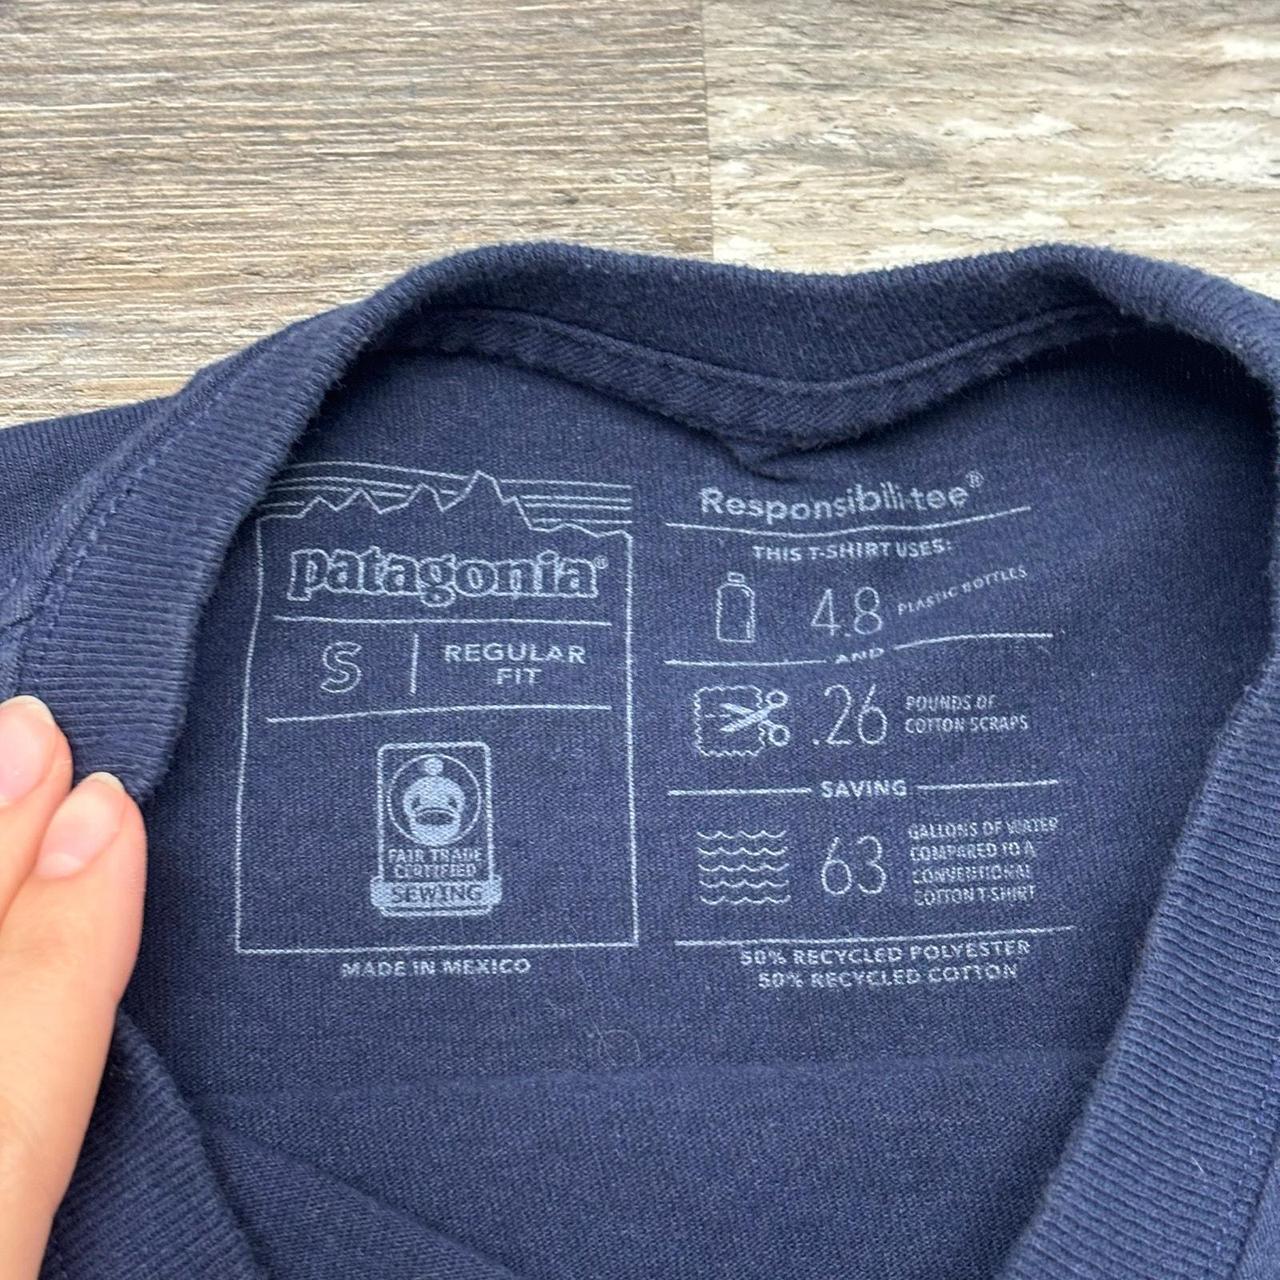 patagonia®
S
REGULAR
FIT
FAIR TRADE
CERTIFIED
SEWING
MADE IN MEXICO
Responsibili-tee®
THIS T-SHIRT USES:
4.8 PLASTIC BOTTLES
AND
.26 POUNDS OF
COTTON SCRAPS
SAVING
63 GALLONS OF WATER
COMPARED TO A
CONVENTIONAL
COTTON T-SHIRT
50% RECYCLED POLYESTER
50% RECYCLED COTTON